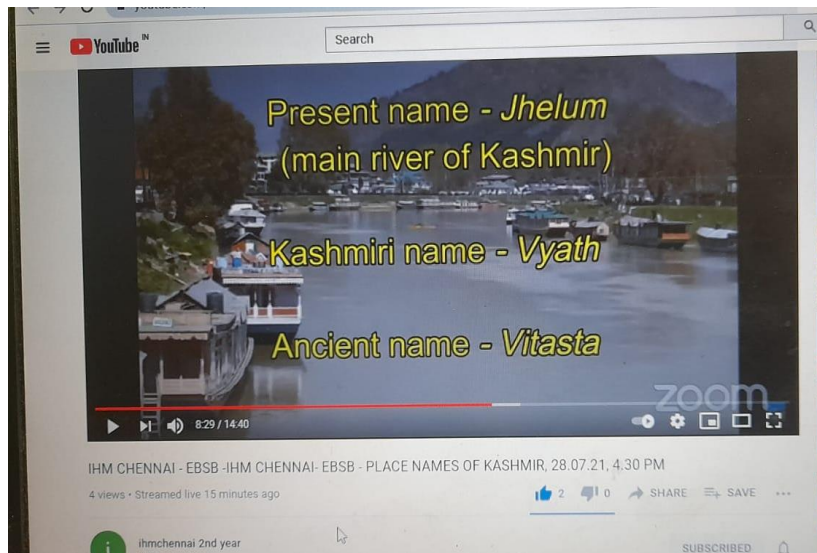 YouTube IN
Search
Present name - Jhelum
(main river of Kashmir)
Kashmiri name - Vyath
Ancient name - Vitasta
zoom
8:29 / 14:40
IHM CHENNAI - EBSB -IHM CHENNAI- EBSB - PLACE NAMES OF KASHMIR, 28.07.21, 4.30 PM
4 views • Streamed live 15 minutes ago
2 0 SHARE SAVE
i ihmchennai 2nd year
SUBSCRIBED